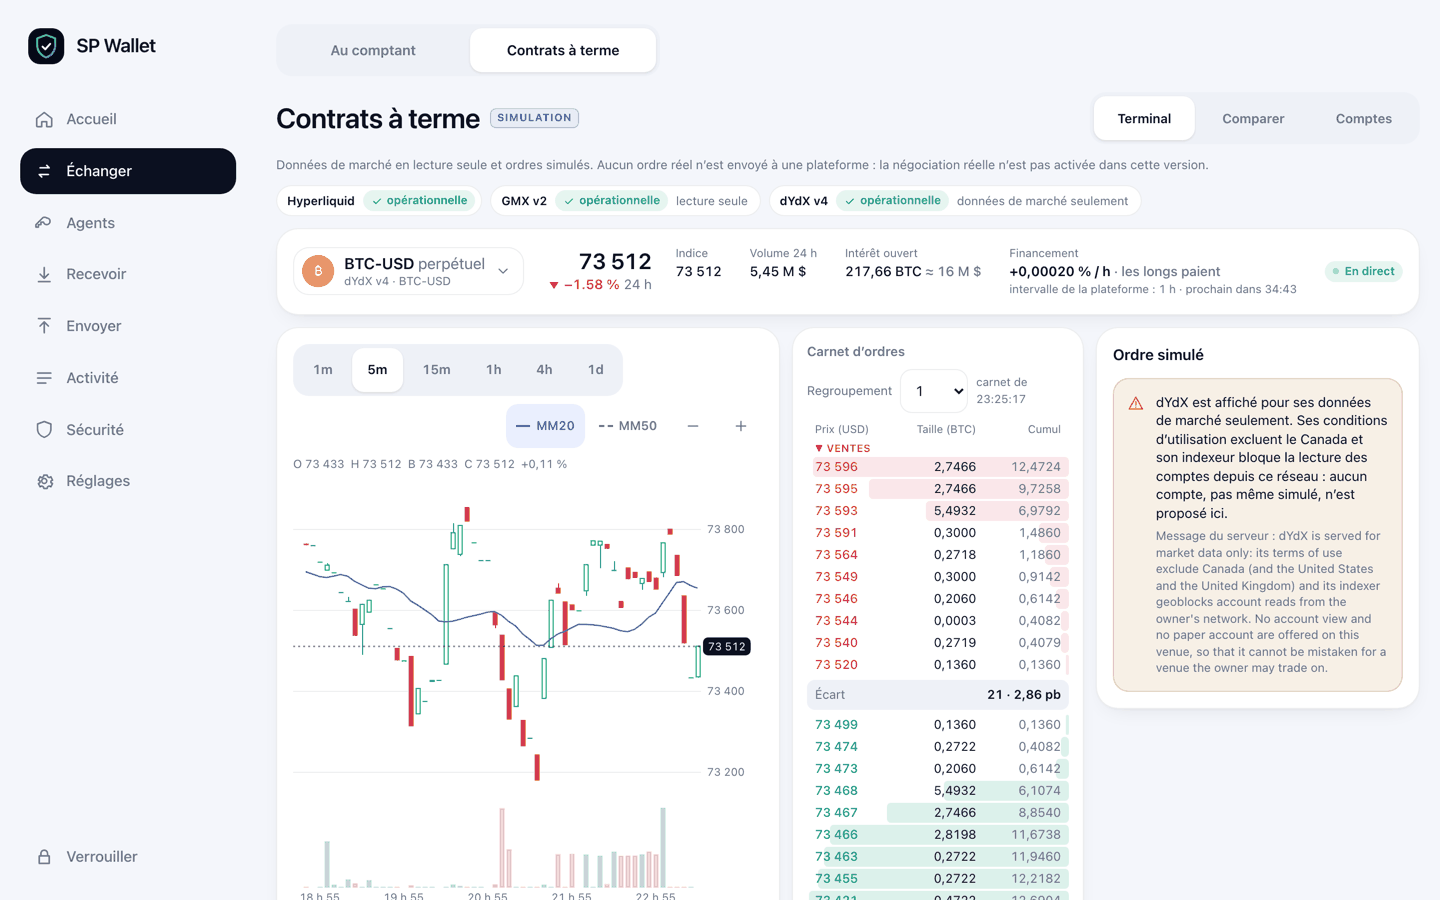 SP Wallet
Accueil
Échanger
Agents
Recevoir
Envoyer
Activité
Sécurité
Réglages
Verrouiller
Au comptant
Contrats à terme
Contrats à terme SIMULATION
Terminal
Comparer
Comptes
Données de marché en lecture seule et ordres simulés. Aucun ordre réel n’est envoyé à une plateforme : la négociation réelle n’est pas activée dans cette version.
Hyperliquid opérationnelle
GMX v2 opérationnelle lecture seule
dYdX v4 opérationnelle données de marché seulement
BTC-USD perpétuel
dYdX v4 · BTC-USD
73 512
▼ −1.58 % 24 h
Indice
73 512
Volume 24 h
5,45 M $
Intérêt ouvert
217,66 BTC ≈ 16 M $
Financement
+0,00020 % / h · les longs paient
intervalle de la plateforme : 1 h · prochain dans 34:43
En direct
1m 5m 15m 1h 4h 1d
MM20 MM50 − +
O 73 433 H 73 512 B 73 433 C 73 512 +0,11 %
73 800
73 600
73 512
73 400
73 200
18 h 55 19 h 55 20 h 55 21 h 55 22 h 55
Carnet d’ordres
Regroupement 1 carnet de
23:25:17
Prix (USD) Taille (BTC) Cumul
▼ VENTES
73 596 2,7466 12,4724
73 595 2,7466 9,7258
73 593 5,4932 6,9792
73 591 0,3000 1,4860
73 564 0,2718 1,1860
73 549 0,3000 0,9142
73 546 0,2060 0,6142
73 544 0,0003 0,4082
73 540 0,2719 0,4079
73 520 0,1360 0,1360
Écart 21 · 2,86 pb
73 499 0,1360 0,1360
73 474 0,2722 0,4082
73 473 0,2060 0,6142
73 468 5,4932 6,1074
73 467 2,7466 8,8540
73 466 2,8198 11,6738
73 463 0,2722 11,9460
73 455 0,2722 12,2182
Ordre simulé
dYdX est affiché pour ses données
de marché seulement. Ses conditions
d’utilisation excluent le Canada et
son indexeur bloque la lecture des
comptes depuis ce réseau : aucun
compte, pas même simulé, n’est
proposé ici.
Message du serveur : dYdX is served for
market data only: its terms of use
exclude Canada (and the United States
and the United Kingdom) and its indexer
geoblocks account reads from the
owner's network. No account view and
no paper account are offered on this
venue, so that it cannot be mistaken for a
venue the owner may trade on.